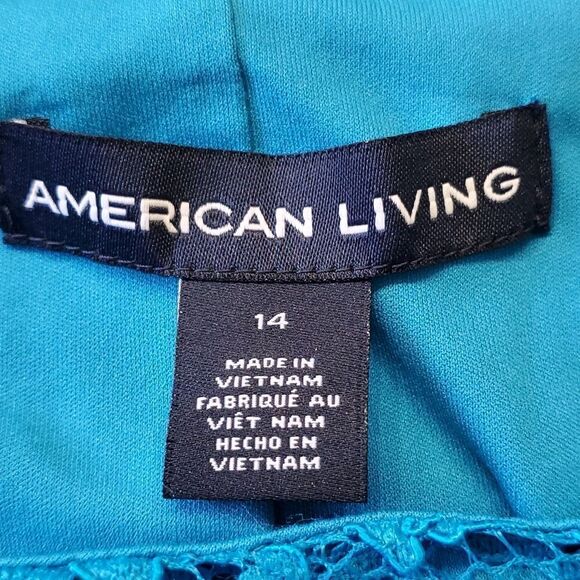 AMERICAN LIVING
14
MADE IN
VIETNAM
FABRIQUÉ AU
VIÊT NAM
HECHO EN
VIETNAM